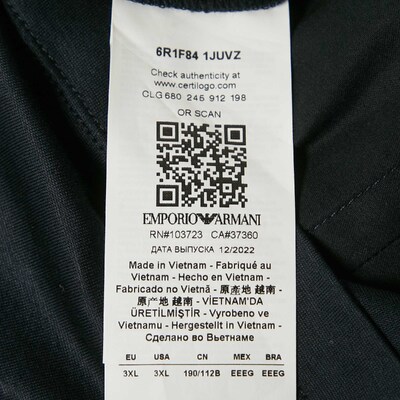 6R1F84 1JUVZ
Check authenticity at
www.certilogo.com
CLG 680 246 912 198
OR SCAN
EMPORIO ARMANI
RN#103723 CA#37360
ДАТА ВЫПУСКА 12/2022
Made in Vietnam - Fabriqué au
Vietnam - Hecho en Vietnam -
Fabricado no Vietnã - 原產地 越南 -
原产地 越南 - VİETNAM'DA
ÜRETİLMİŞTİR - Vyrobeno ve
Vietnamu - Hergestellt in Vietnam -
Сделано во Вьетнаме
EU USA CN MEX BRA
3XL 3XL 190/112B EEEG EEEG